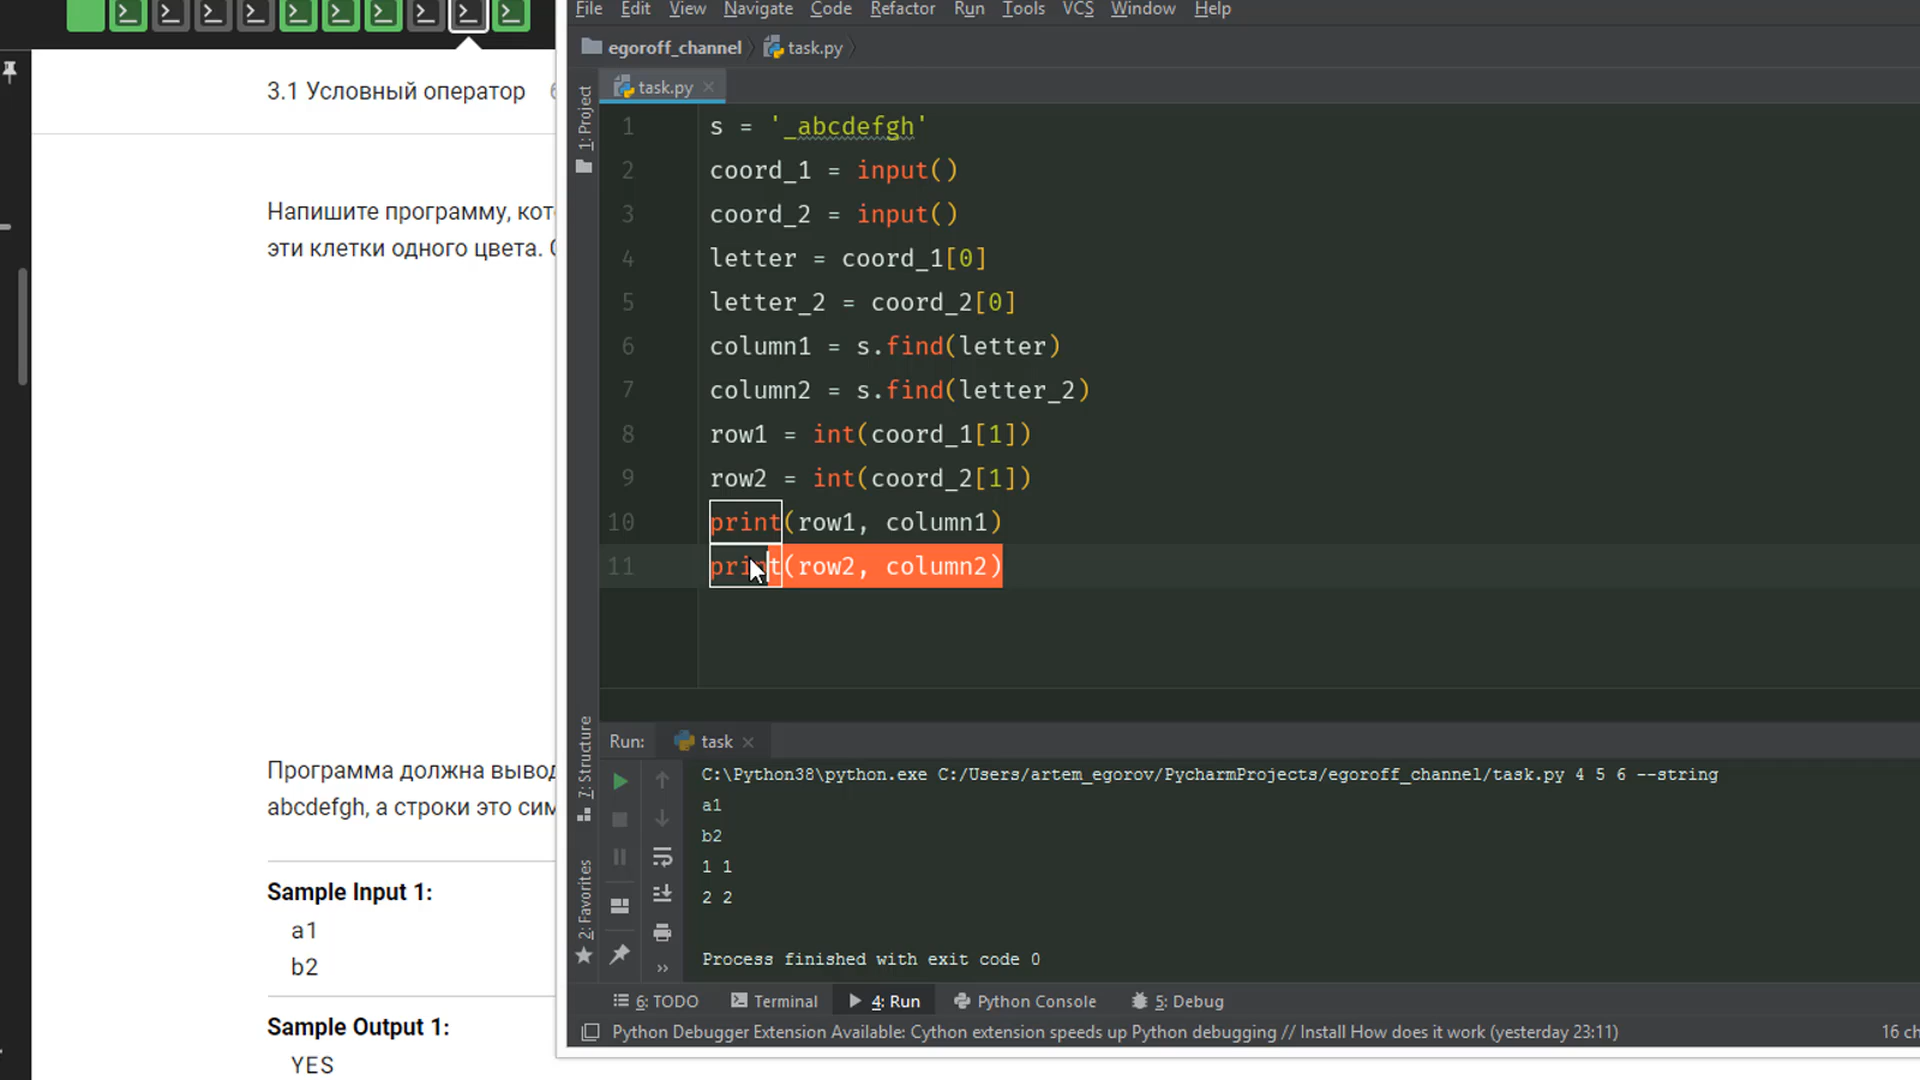 File Edit View Navigate Code Refactor Run Tools VCS Window Help
egoroff_channel task.py
3.1 Условный оператор
task.py
1: Project
1 s = '_abcdefgh'
2 coord_1 = input()
3 coord_2 = input()
4 letter = coord_1[0]
5 letter_2 = coord_2[0]
6 column1 = s.find(letter)
7 column2 = s.find(letter_2)
8 row1 = int(coord_1[1])
9 row2 = int(coord_2[1])
10 print(row1, column1)
11 print(row2, column2)
Напишите программу,
эти клетки одного цвета.
Программа должна
abcdefgh, а строки это
Sample Input 1:
a1
b2
Sample Output 1:
YES
7: Structure
2: Favorites
Run: task
C:\Python38\python.exe C:/Users/artem_egorov/PycharmProjects/egoroff_channel/task.py 4 5 6 --string
a1
b2
1 1
2 2
Process finished with exit code 0
6: TODO Terminal 4: Run Python Console 5: Debug
Python Debugger Extension Available: Cython extension speeds up Python debugging // Install How does it work (yesterday 23:11)
16